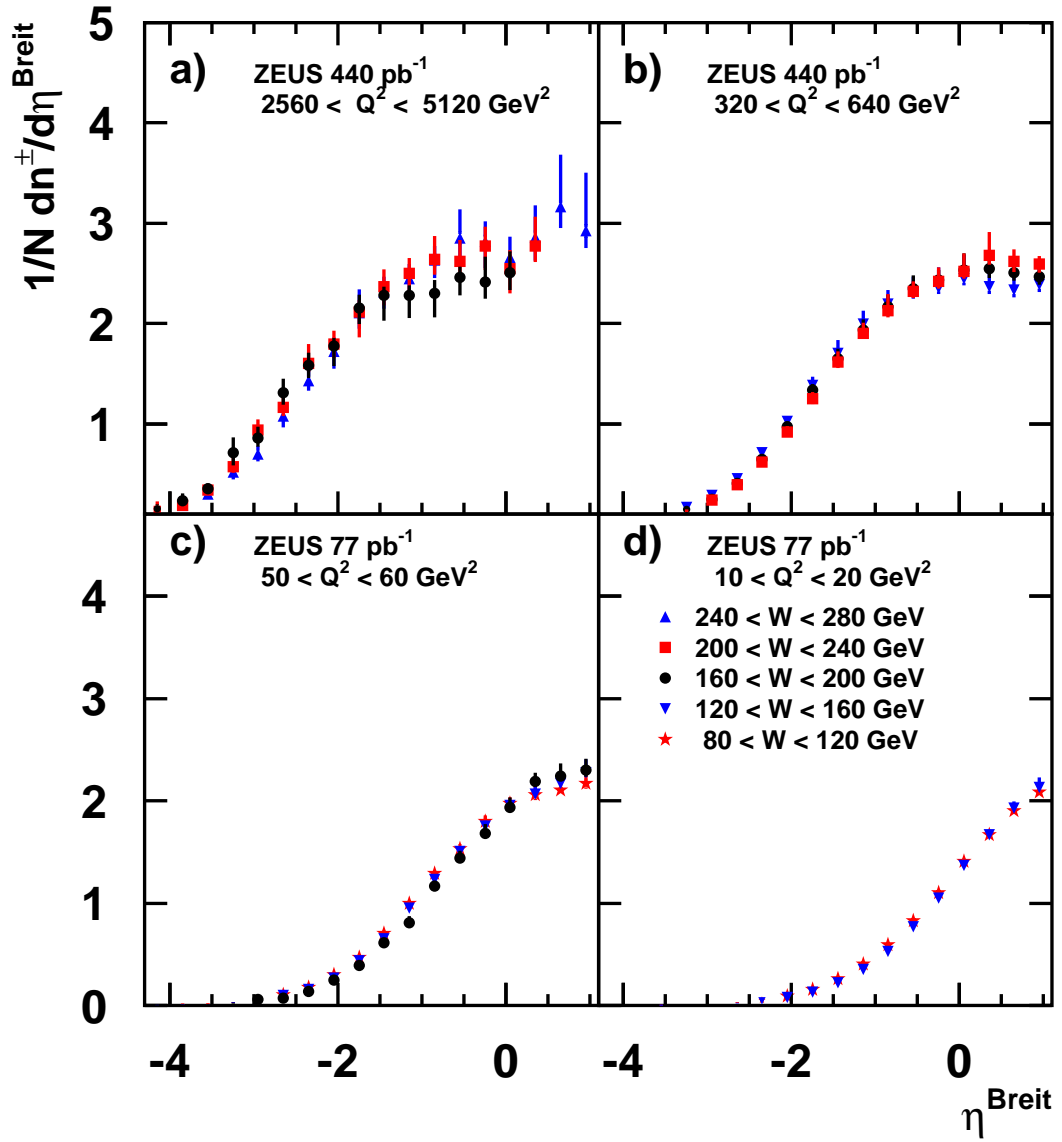 1/N dn±/dη^Breit
5
4
3
2
1
a)
ZEUS 440 pb⁻¹
2560 < Q² < 5120 GeV²
b)
ZEUS 440 pb⁻¹
320 < Q² < 640 GeV²
4
3
2
1
0
c)
ZEUS 77 pb⁻¹
50 < Q² < 60 GeV²
d)
ZEUS 77 pb⁻¹
10 < Q² < 20 GeV²
240 < W < 280 GeV
200 < W < 240 GeV
160 < W < 200 GeV
120 < W < 160 GeV
80 < W < 120 GeV
-4 -2 0
-4 -2 0
η^Breit